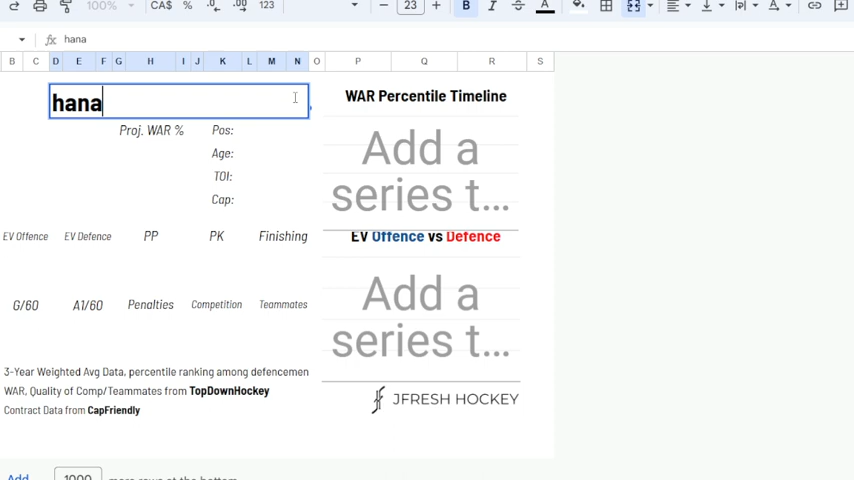 100%
CA$ % .0 .00 123
23
B I S A
fx hana
B C D E F G H I J K L M N O P Q R S
hana
WAR Percentile Timeline
Proj. WAR % Pos:
Age:
TOI:
Cap:
Add a
series t...
EV Offence EV Defence PP PK Finishing
EV Offence vs Defence
Add a
series t...
G/60 A1/60 Penalties Competition Teammates
3-Year Weighted Avg Data, percentile ranking among defencemen
WAR, Quality of Comp/Teammates from TopDownHockey
Contract Data from CapFriendly
JFRESH HOCKEY
Add 1000 more rows at the bottom